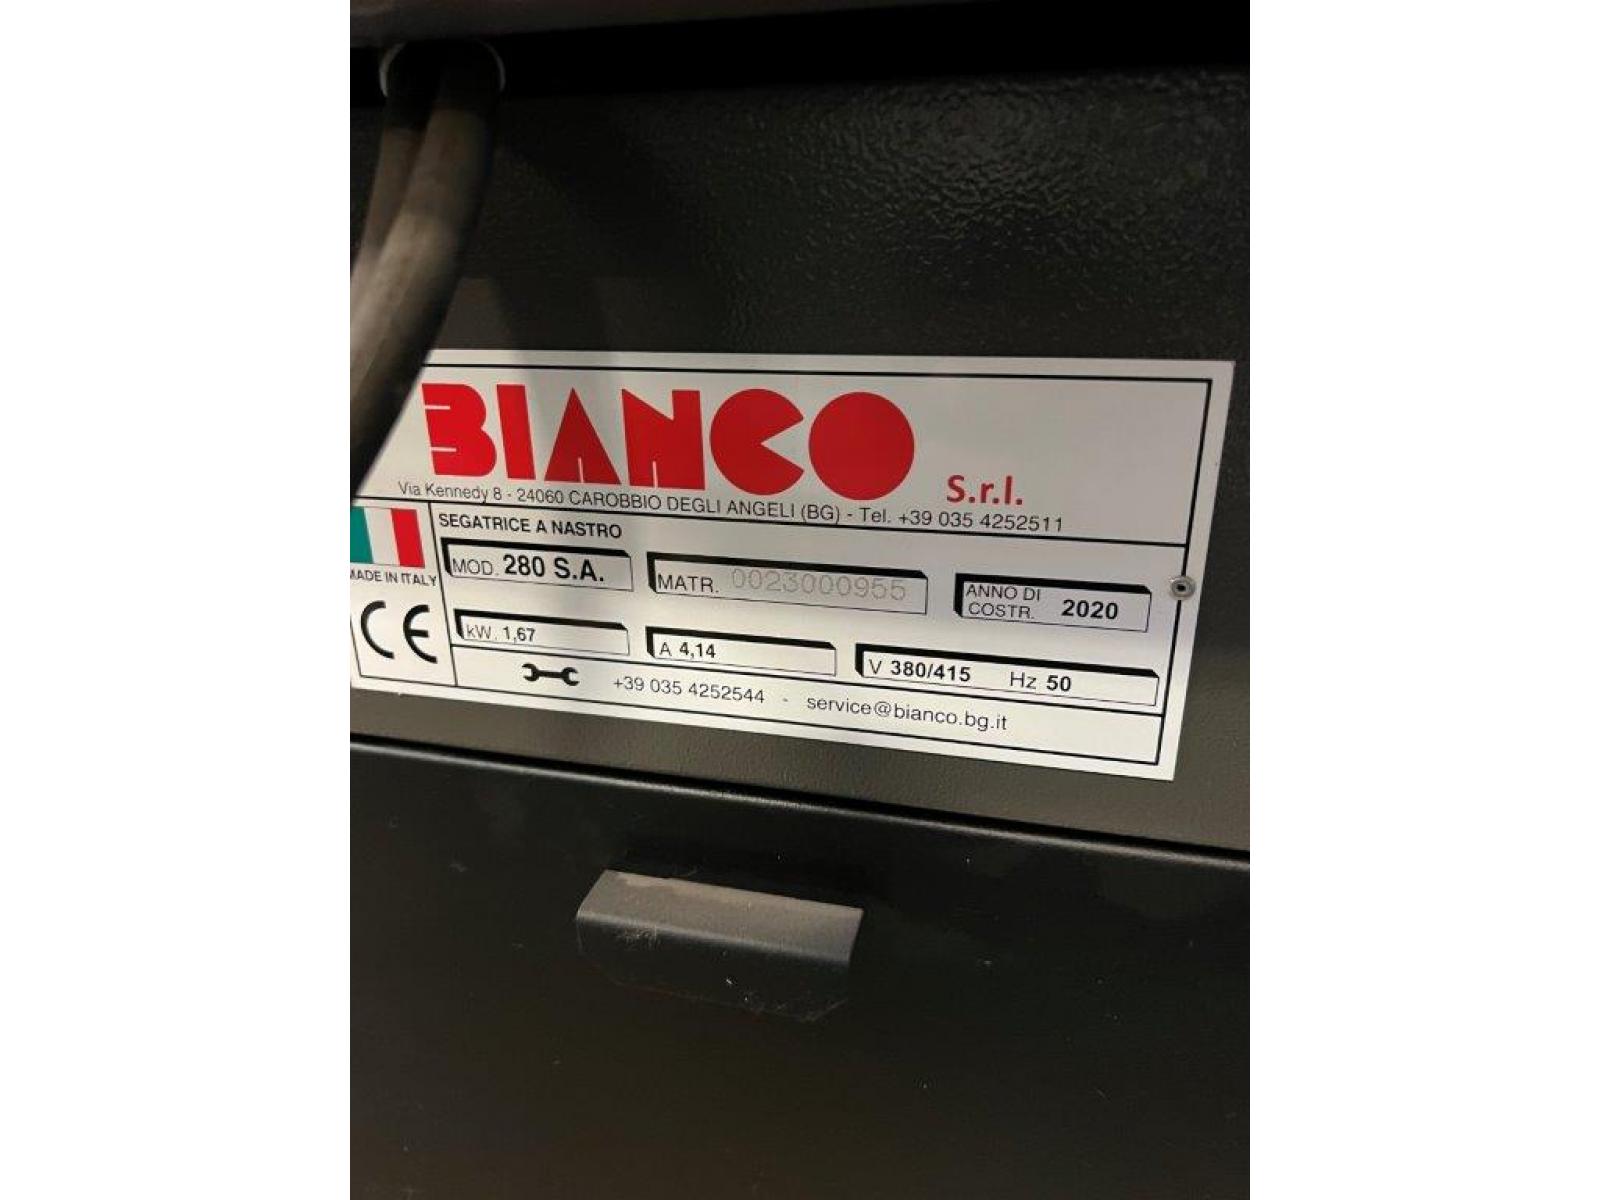 BIANCO S.r.l.
Via Kennedy 8 - 24060 CAROBBIO DEGLI ANGELI (BG) - Tel. +39 035 4252511
SEGATRICE A NASTRO
MOD. 280 S.A. MATR. 0023000955 ANNO DI COSTR. 2020
MADE IN ITALY
CE
kW. 1,67 A 4,14 V 380/415 Hz 50
+39 035 4252544 - service@bianco.bg.it